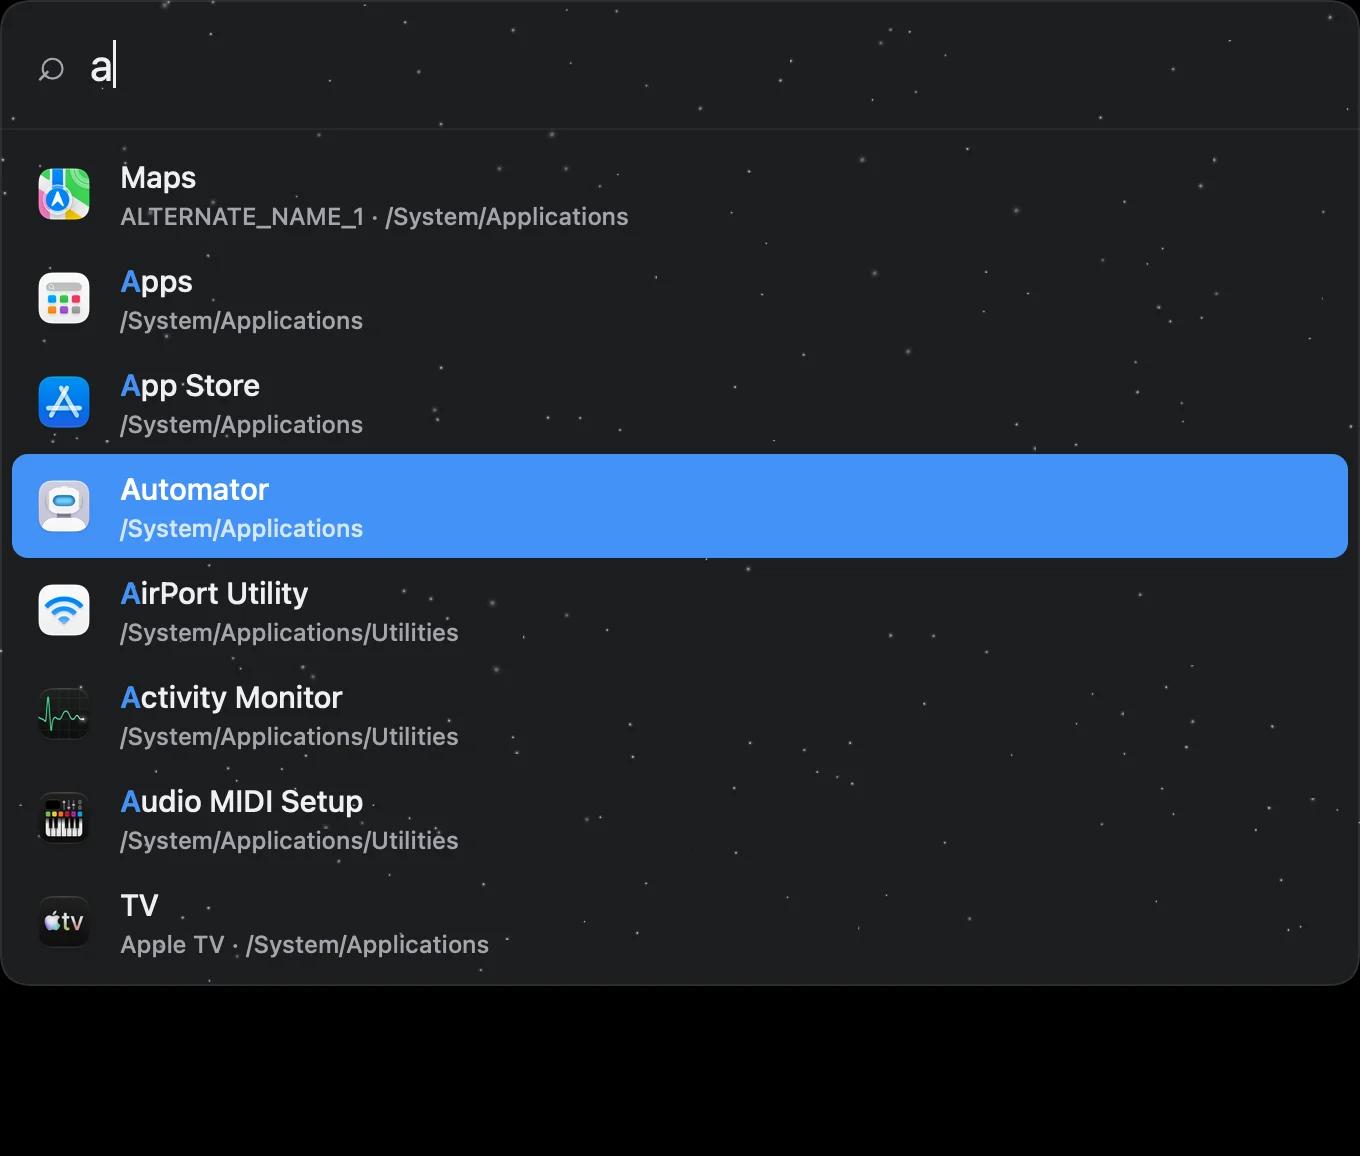 a
Maps
ALTERNATE_NAME_1 · /System/Applications
Apps
/System/Applications
App Store
/System/Applications
Automator
/System/Applications
AirPort Utility
/System/Applications/Utilities
Activity Monitor
/System/Applications/Utilities
Audio MIDI Setup
/System/Applications/Utilities
tv
TV
Apple TV · /System/Applications